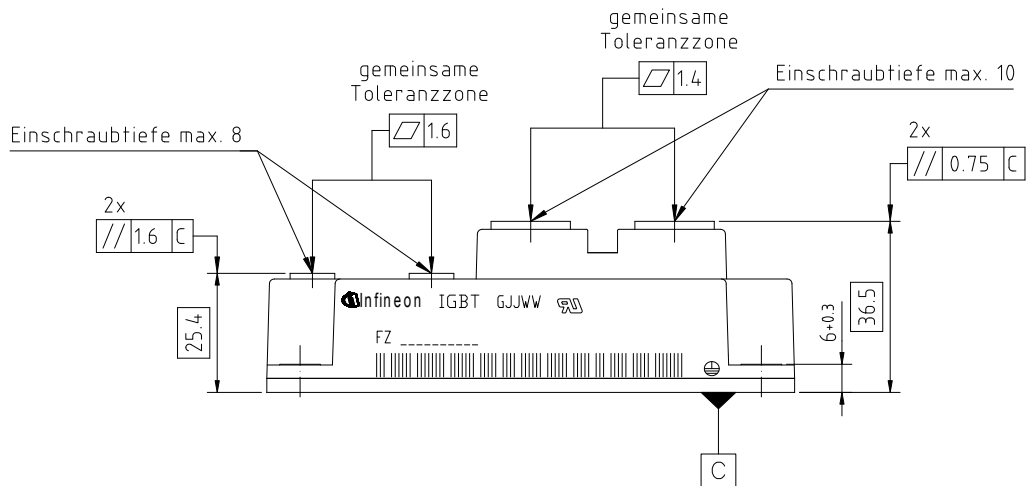 gemeinsame
Toleranzzone
1.4
Einschraubtiefe max. 10
gemeinsame
Toleranzzone
1.6
Einschraubtiefe max. 8
2x
// 0.75 C
2x
// 1.6 C
25.4
36.5
6+0.3
Infineon IGBT GJJWW
FZ __________
C